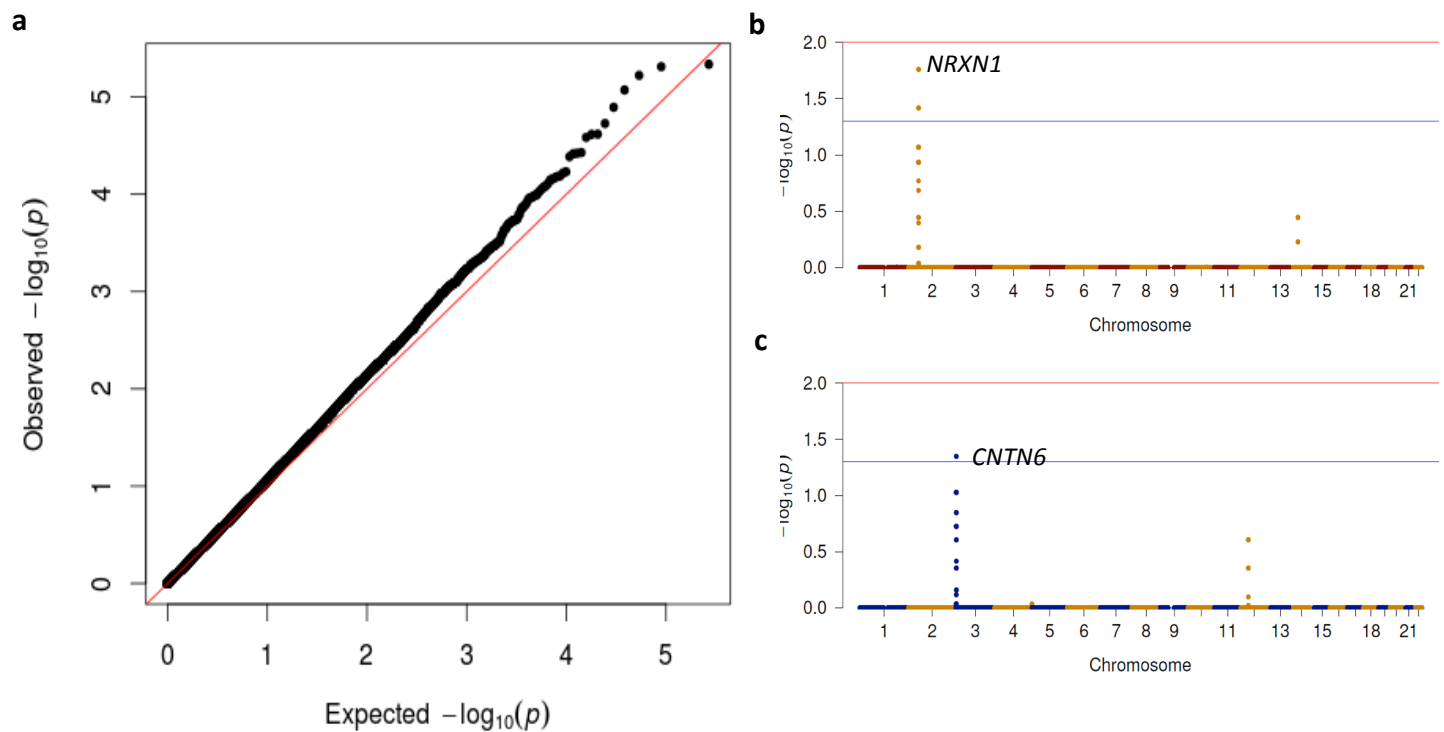 a
Observed −log10(p)
5
4
3
2
1
0
0 1 2 3 4 5
Expected −log10(p)
b
−log10(p)
2.0
1.5
1.0
0.5
0.0
NRXN1
1 2 3 4 5 6 7 8 9 11 13 15 18 21
Chromosome
c
−log10(p)
2.0
1.5
1.0
0.5
0.0
CNTN6
1 2 3 4 5 6 7 8 9 11 13 15 18 21
Chromosome